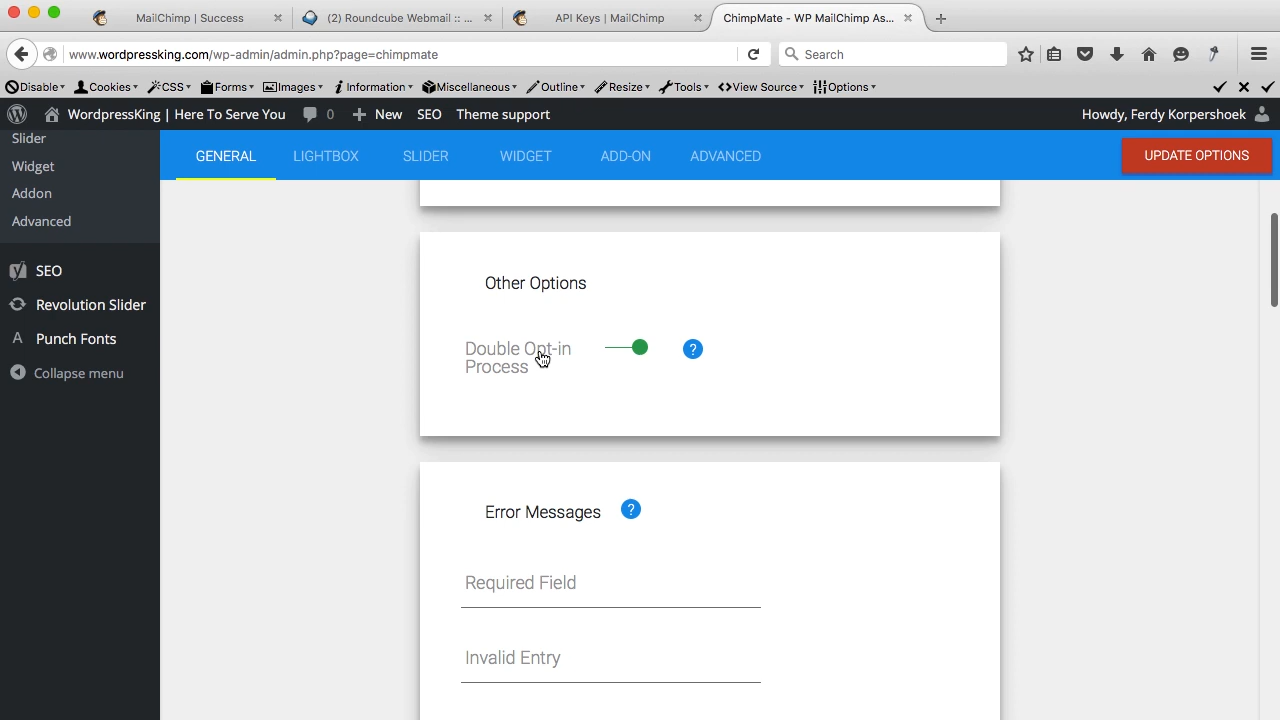 MailChimp | Success
(2) Roundcube Webmail :: ...
API Keys | MailChimp
ChimpMate - WP MailChimp As...
www.wordpressking.com/wp-admin/admin.php?page=chimpmate
Search
Disable
Cookies
CSS
Forms
Images
Information
Miscellaneous
Outline
Resize
Tools
View Source
Options
WordpressKing | Here To Serve You
0
New
SEO
Theme support
Howdy, Ferdy Korpershoek
Slider
Widget
Addon
Advanced
SEO
Revolution Slider
Punch Fonts
Collapse menu
GENERAL
LIGHTBOX
SLIDER
WIDGET
ADD-ON
ADVANCED
UPDATE OPTIONS
Other Options
Double Opt-in
Process
?
Error Messages
?
Required Field
Invalid Entry